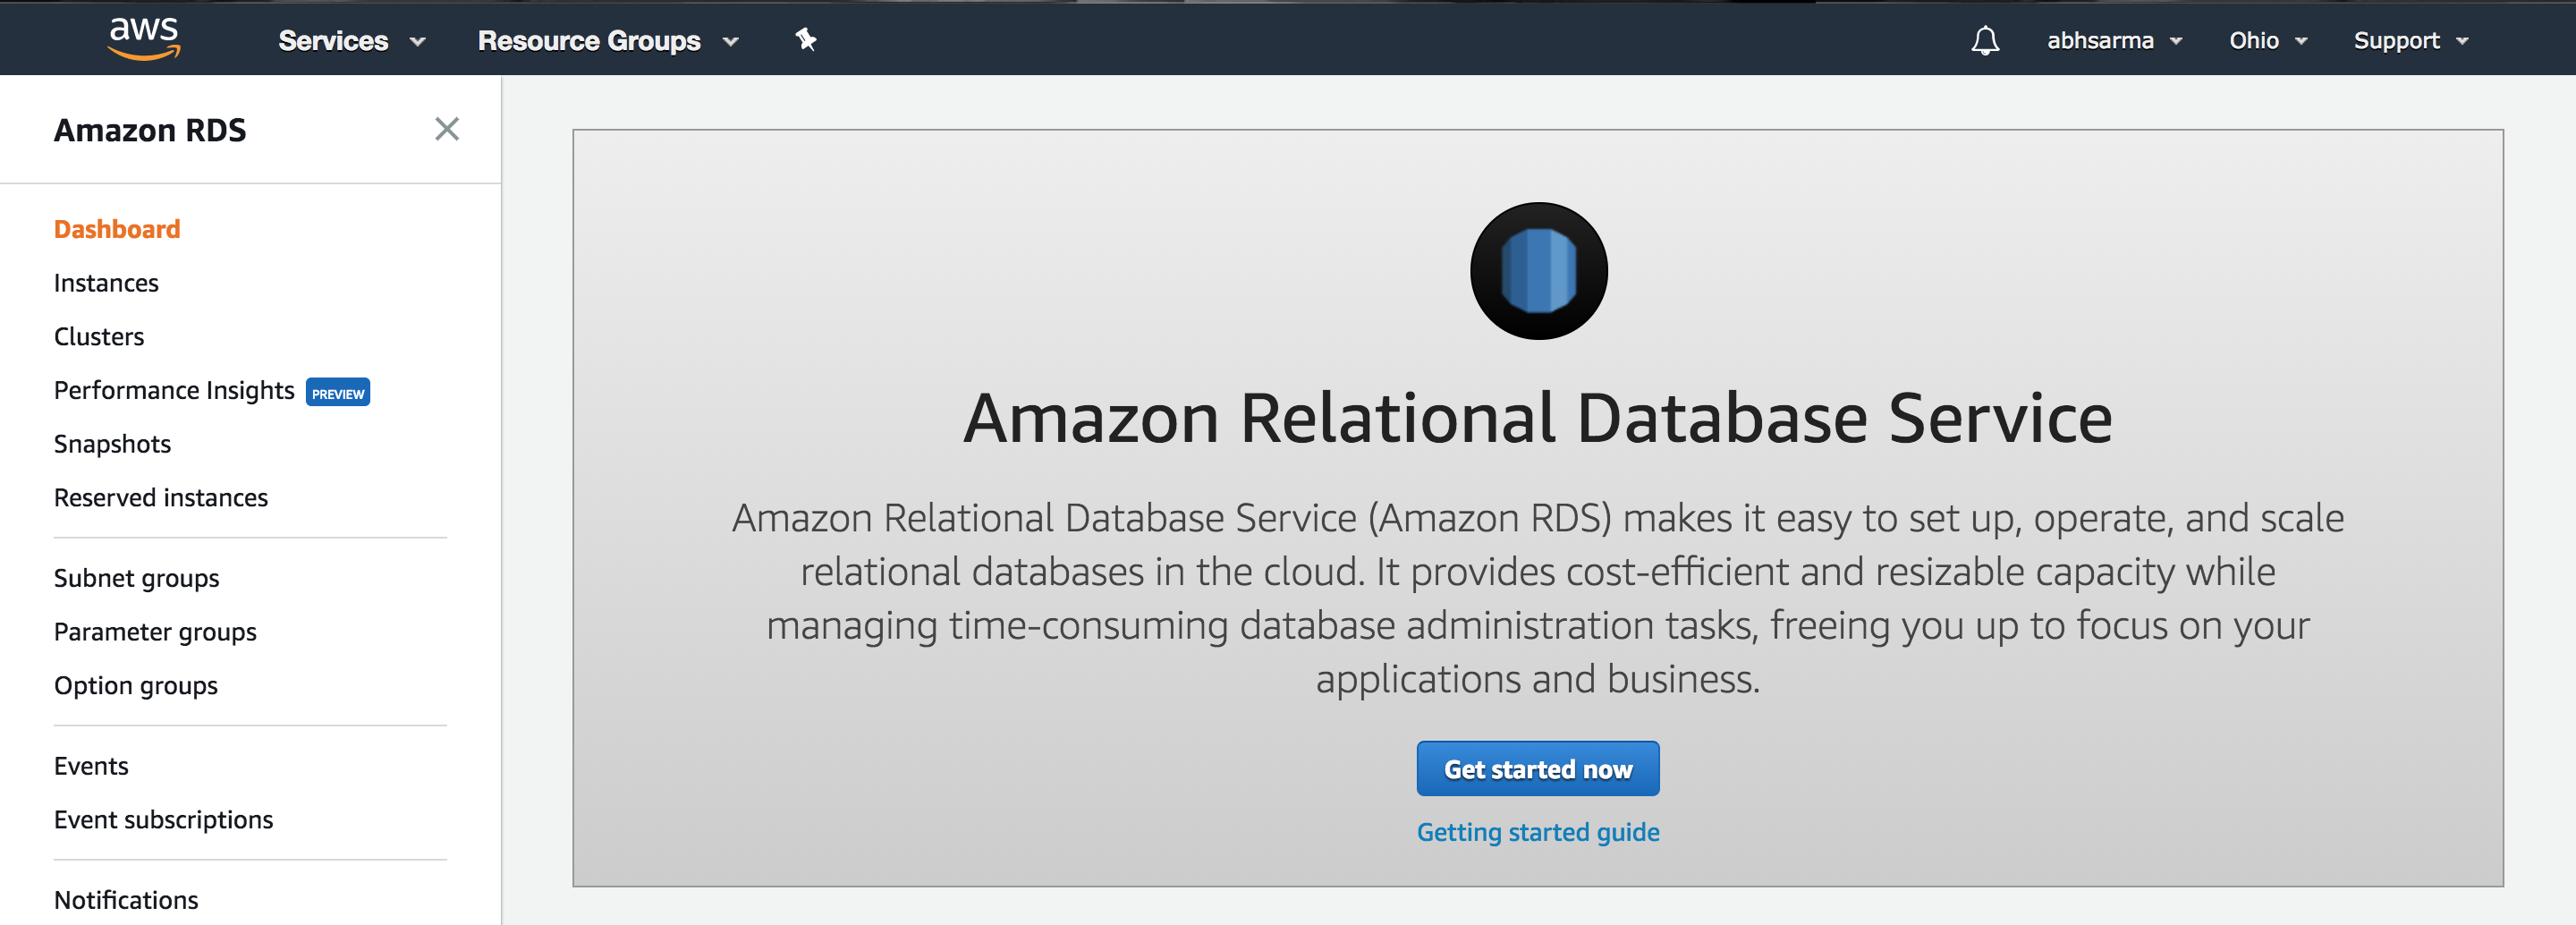 aws Services Resource Groups abhsarma Ohio Support
Amazon RDS
Dashboard
Instances
Clusters
Performance Insights PREVIEW
Snapshots
Reserved instances
Subnet groups
Parameter groups
Option groups
Events
Event subscriptions
Notifications
Amazon Relational Database Service
Amazon Relational Database Service (Amazon RDS) makes it easy to set up, operate, and scale
relational databases in the cloud. It provides cost-efficient and resizable capacity while
managing time-consuming database administration tasks, freeing you up to focus on your
applications and business.
Get started now
Getting started guide